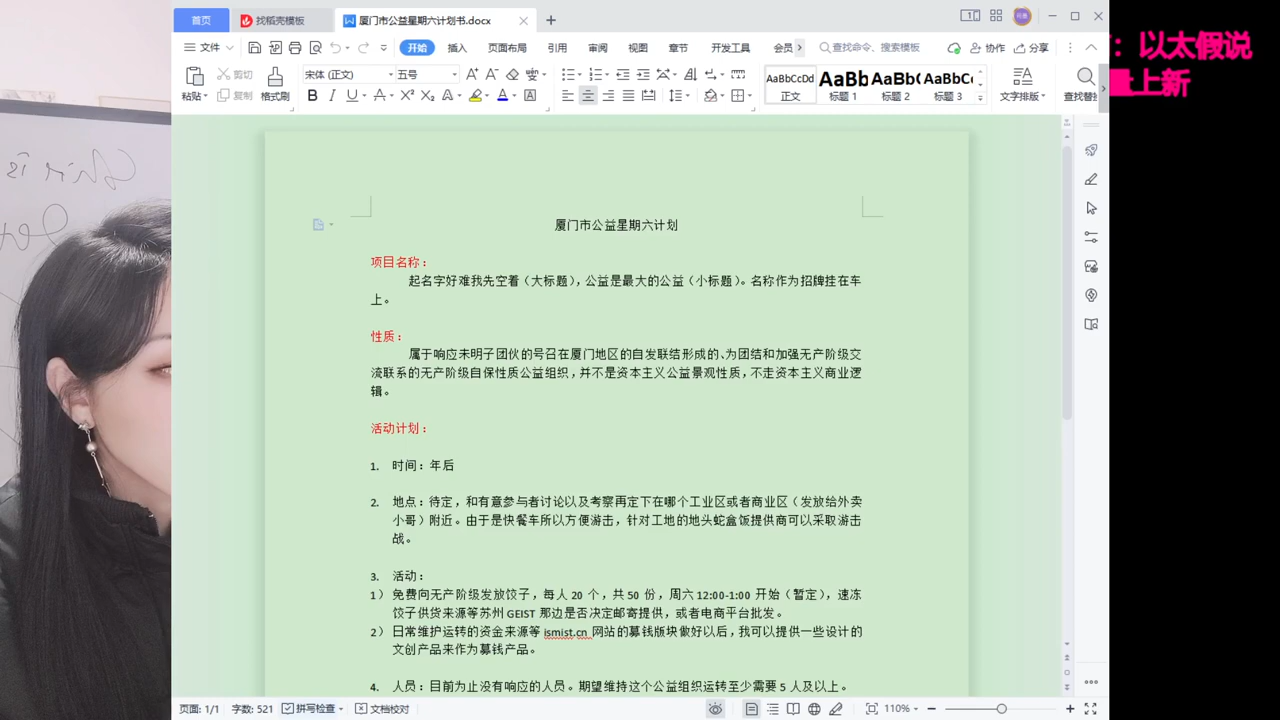 首页
找稻壳模板
厦门市公益星期六计划书.docx
: 以太假说
上新
文件
开始
插入
页面布局
引用
审阅
视图
章节
开发工具
会员
查找命令、搜索模板
协作
分享
粘贴
剪切
复制
格式刷
宋体 (正文)
五号
AaBbCcDd
正文
AaBb
标题 1
AaBb(
标题 2
AaBbC
标题 3
文字排版
查找替
厦门市公益星期六计划
项目名称：
起名字好难我先空着（大标题），公益是最大的公益（小标题）。名称作为招牌挂在车
上。
性质：
属于响应未明子团伙的号召在厦门地区的自发联结形成的、为团结和加强无产阶级交
流联系的无产阶级自保性质公益组织，并不是资本主义公益景观性质，不走资本主义商业逻
辑。
活动计划：
1. 时间：年后
2. 地点：待定，和有意参与者讨论以及考察再定下在哪个工业区或者商业区（发放给外卖
小哥）附近。由于是快餐车所以方便游击，针对工地的地头蛇盒饭提供商可以采取游击
战。
3. 活动：
1） 免费向无产阶级发放饺子，每人 20 个，共 50 份，周六 12:00-1:00 开始（暂定），速冻
饺子供货来源等苏州 GEIST 那边是否决定邮寄提供，或者电商平台批发。
2） 日常维护运转的资金来源等 ismist.cn 网站的募钱版块做好以后，我可以提供一些设计的
文创产品来作为募钱产品。
4. 人员：目前为止没有响应的人员。期望维持这个公益组织运转至少需要 5 人及以上。
页面: 1/1
字数: 521
拼写检查
文档校对
110%